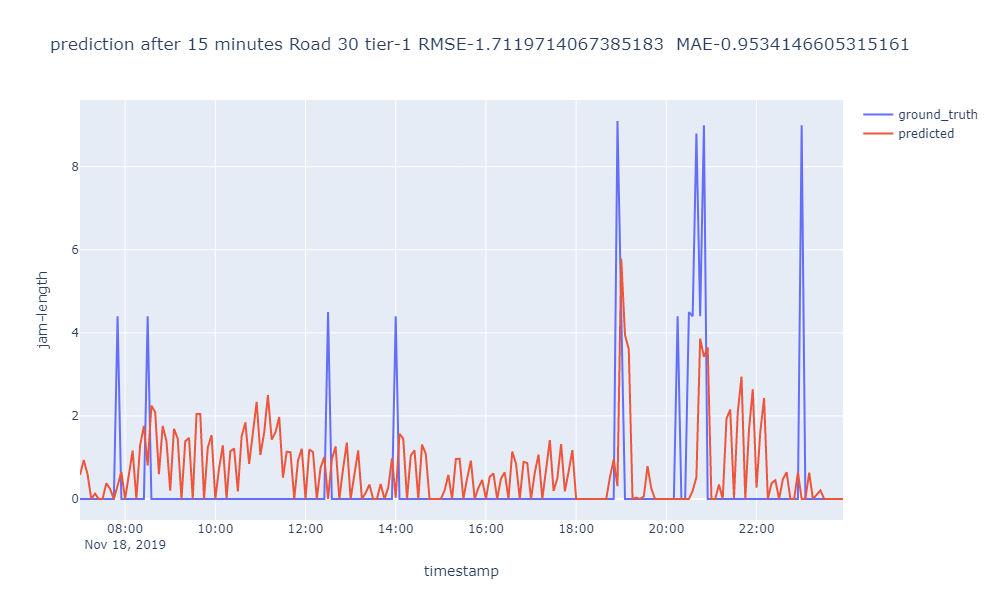 prediction after 15 minutes Road 30 tier-1 RMSE-1.7119714067385183  MAE-0.9534146605315161
ground_truth
predicted
8
6
4
2
0
jam-length
08:00 10:00 12:00 14:00 16:00 18:00 20:00 22:00
Nov 18, 2019
timestamp